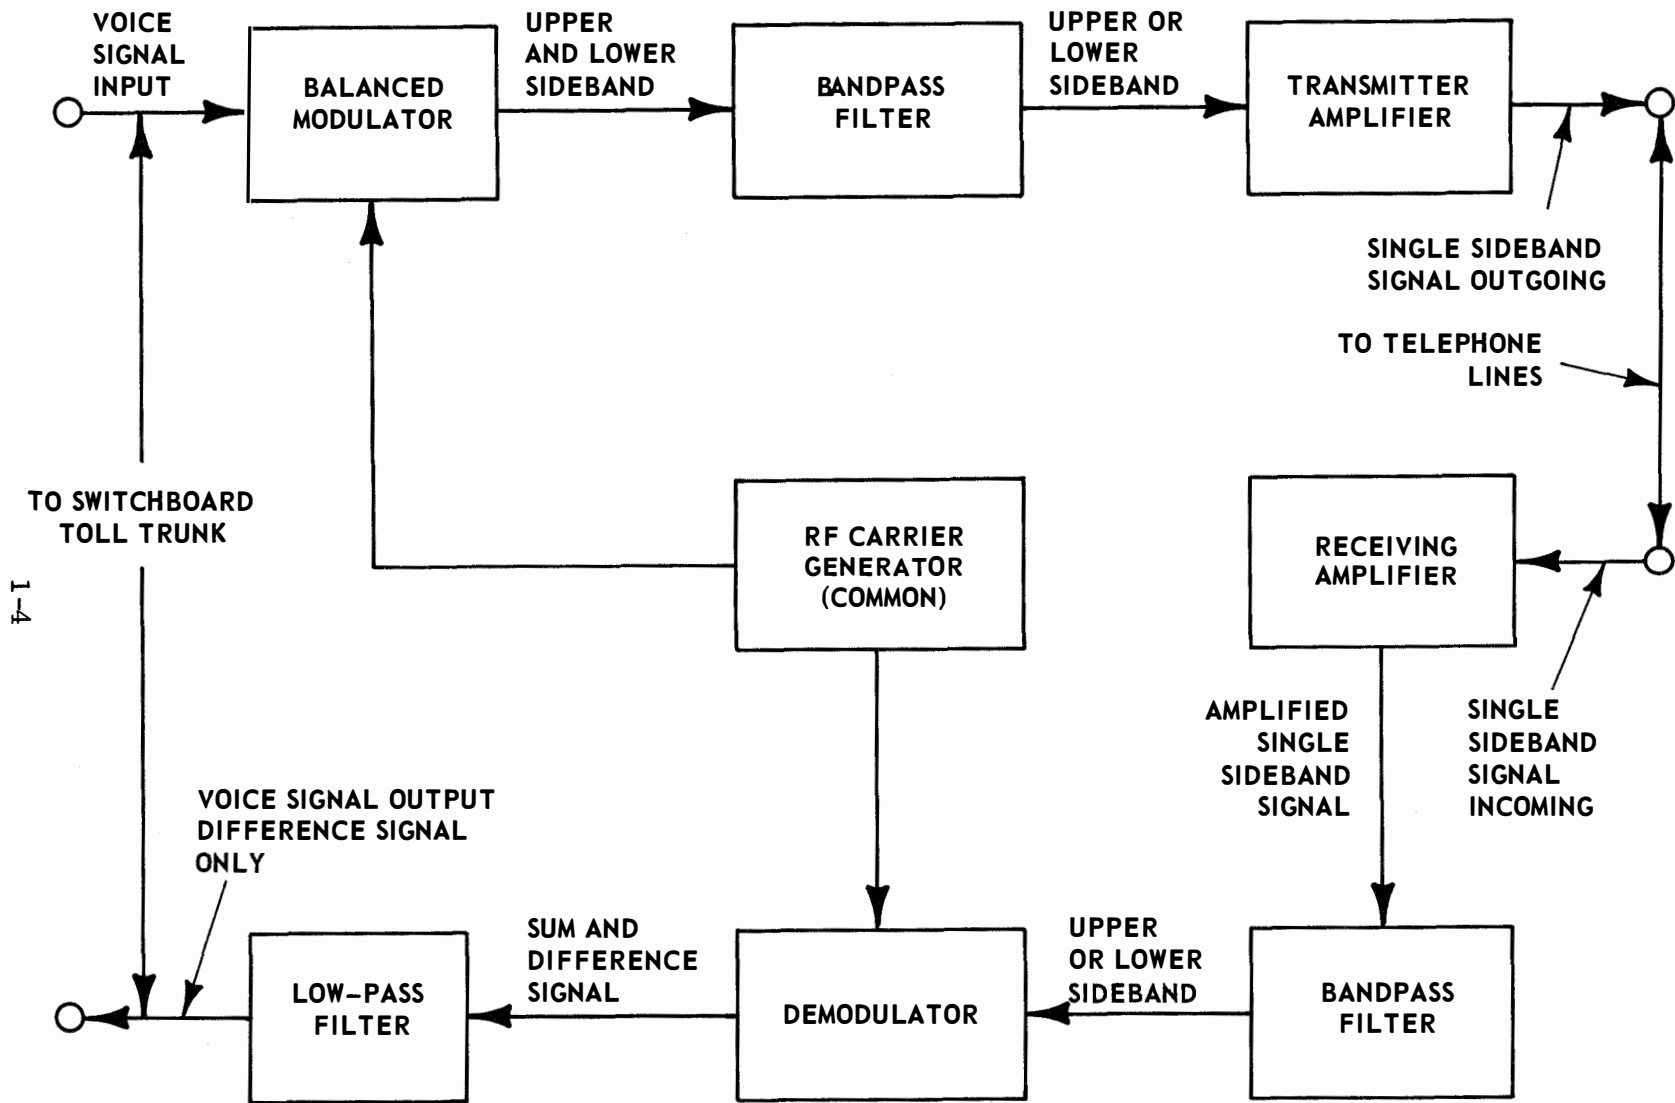 VOICE
SIGNAL
INPUT
BALANCED
MODULATOR
UPPER
AND LOWER
SIDEBAND
BANDPASS
FILTER
UPPER OR
LOWER
SIDEBAND
TRANSMITTER
AMPLIFIER
SINGLE SIDEBAND
SIGNAL OUTGOING
TO TELEPHONE
LINES
TO SWITCHBOARD
TOLL TRUNK
RF CARRIER
GENERATOR
(COMMON)
RECEIVING
AMPLIFIER
1-4
AMPLIFIED
SINGLE
SIDEBAND
SIGNAL
SINGLE
SIDEBAND
SIGNAL
INCOMING
VOICE SIGNAL OUTPUT
DIFFERENCE SIGNAL
ONLY
LOW-PASS
FILTER
SUM AND
DIFFERENCE
SIGNAL
DEMODULATOR
UPPER
OR LOWER
SIDEBAND
BANDPASS
FILTER